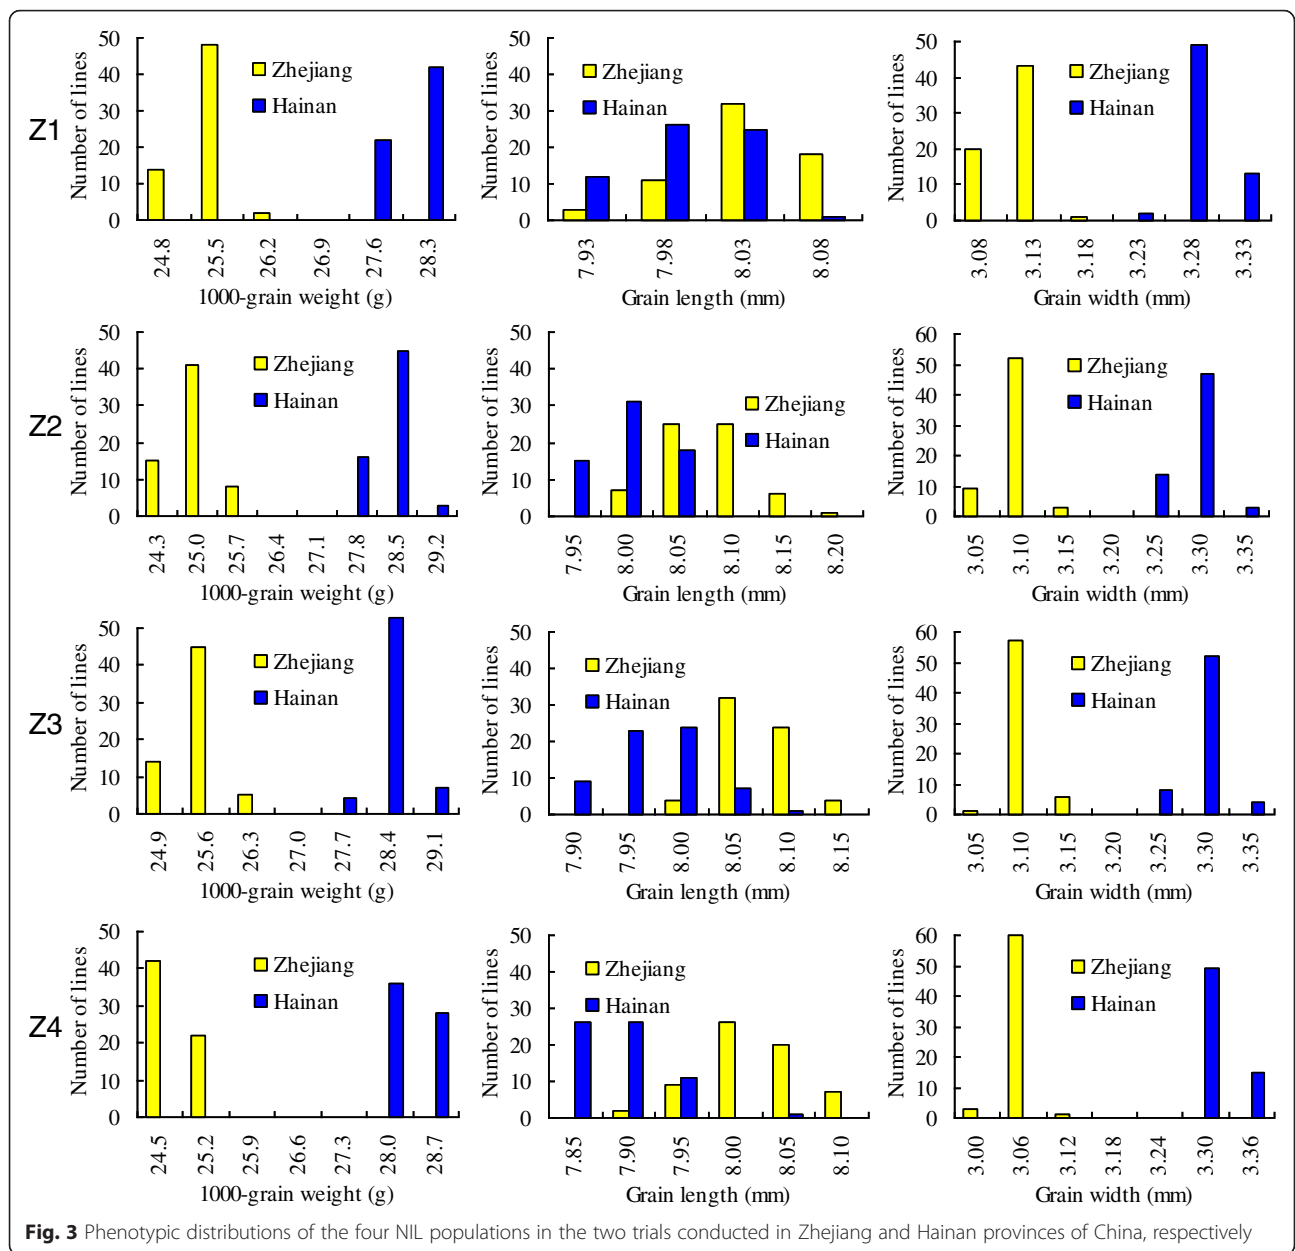 Z1
Number of lines
50
40
30
20
10
0
Zhejiang
Hainan
24.8 25.5 26.2 26.9 27.6 28.3
1000-grain weight (g)
Number of lines
50
40
30
20
10
0
Zhejiang
Hainan
7.93 7.98 8.03 8.08
Grain length (mm)
Number of lines
50
40
30
20
10
0
Zhejiang
Hainan
3.08 3.13 3.18 3.23 3.28 3.33
Grain width (mm)
Z2
Number of lines
50
40
30
20
10
0
Zhejiang
Hainan
24.3 25.0 25.7 26.4 27.1 27.8 28.5 29.2
1000-grain weight (g)
Number of lines
50
40
30
20
10
0
Zhejiang
Hainan
7.95 8.00 8.05 8.10 8.15 8.20
Grain length (mm)
Number of lines
60
50
40
30
20
10
0
Zhejiang
Hainan
3.05 3.10 3.15 3.20 3.25 3.30 3.35
Grain width (mm)
Z3
Number of lines
50
40
30
20
10
0
Zhejiang
Hainan
24.9 25.6 26.3 27.0 27.7 28.4 29.1
1000-grain weight (g)
Number of lines
50
40
30
20
10
0
Zhejiang
Hainan
7.90 7.95 8.00 8.05 8.10 8.15
Grain length (mm)
Number of lines
60
50
40
30
20
10
0
Zhejiang
Hainan
3.05 3.10 3.15 3.20 3.25 3.30 3.35
Grain width (mm)
Z4
Number of lines
50
40
30
20
10
0
Zhejiang
Hainan
24.5 25.2 25.9 26.6 27.3 28.0 28.7
1000-grain weight (g)
Number of lines
50
40
30
20
10
0
Zhejiang
Hainan
7.85 7.90 7.95 8.00 8.05 8.10
Grain length (mm)
Number of lines
60
50
40
30
20
10
0
Zhejiang
Hainan
3.00 3.06 3.12 3.18 3.24 3.30 3.36
Grain width (mm)
Fig. 3 Phenotypic distributions of the four NIL populations in the two trials conducted in Zhejiang and Hainan provinces of China, respectively